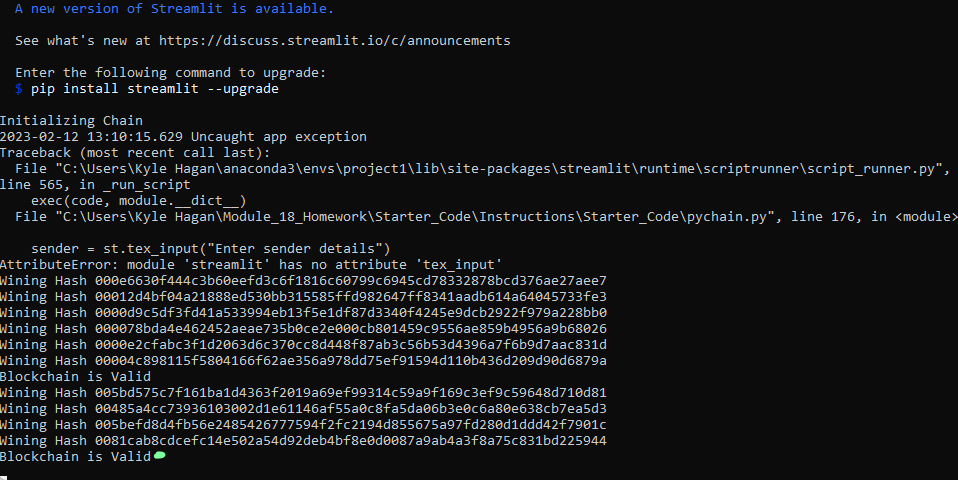 A new version of Streamlit is available.
See what's new at https://discuss.streamlit.io/c/announcements
Enter the following command to upgrade:
$ pip install streamlit --upgrade
Initializing Chain
2023-02-12 13:10:15.629 Uncaught app exception
Traceback (most recent call last):
File "C:\Users\Kyle Hagan\anaconda3\envs\project1\lib\site-packages\streamlit\runtime\scriptrunner\script_runner.py",
line 565, in _run_script
exec(code, module.__dict__)
File "C:\Users\Kyle Hagan\Module_18_Homework\Starter_Code\Instructions\Starter_Code\pychain.py", line 176, in <module>
sender = st.tex_input("Enter sender details")
AttributeError: module 'streamlit' has no attribute 'tex_input'
Wining Hash 000e6630f444c3b60eefd3c6f1816c60799c6945cd78332878bcd376ae27aee7
Wining Hash 00012d4bf04a21888ed530bb315585ffd982647ff8341aadb614a64045733fe3
Wining Hash 0000d9c5df3fd41a533994eb13f5e1df87d3340f4245e9dcb2922f979a228bb0
Wining Hash 000078bda4e462452aeae735b0ce2e000cb801459c9556ae859b4956a9b68026
Wining Hash 0000e2cfabc3f1d2063d6c370cc8d448f87ab3c56b53d4396a7f6b9d7aac831d
Wining Hash 00004c898115f5804166f62ae356a978dd75ef91594d110b436d209d90d6879a
Blockchain is Valid
Wining Hash 005bd575c7f161ba1d4363f2019a69ef99314c59a9f169c3ef9c59648d710d81
Wining Hash 00485a4cc73936103002d1e61146af55a0c8fa5da06b3e0c6a80e638cb7ea5d3
Wining Hash 005befd8d4fb56e2485426777594f2fc2194d855675a97fd280d1ddd42f7901c
Wining Hash 0081cab8cdcefc14e502a54d92deb4bf8e0d0087a9ab4a3f8a75c831bd225944
Blockchain is Valid